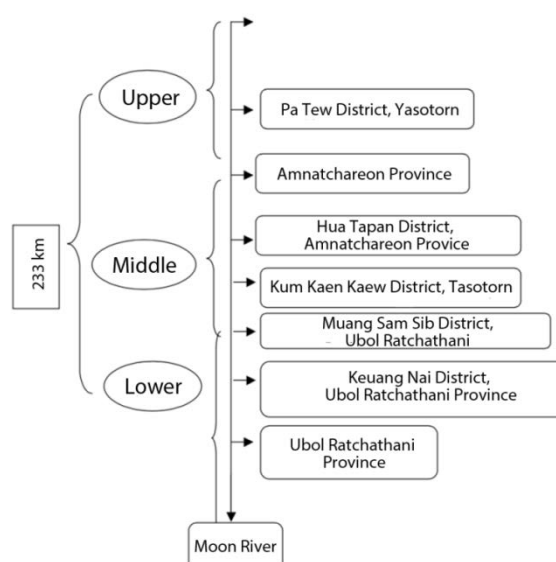 Upper
Pa Tew District, Yasotorn
Amnatchareon Province
Hua Tapan District,
Amnatchareon Provice
233 km
Middle
Kum Kaen Kaew District, Tasotorn
Muang Sam Sib District,
Ubol Ratchathani
Lower
Keuang Nai District,
Ubol Ratchathani Province
Ubol Ratchathani
Province
Moon River